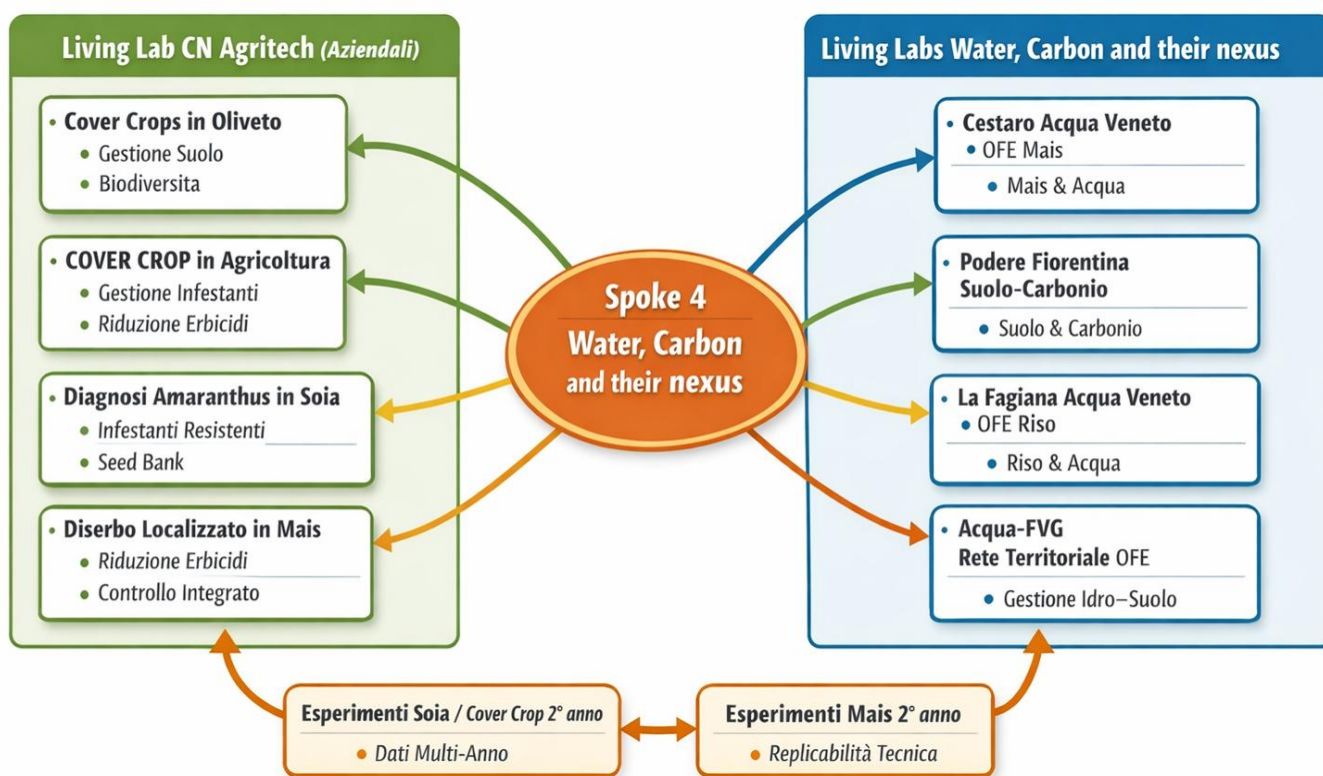 Living Lab CN Agritech (Aziendali)
• Cover Crops in Oliveto
• Gestione Suolo
• Biodiversita
• COVER CROP in Agricoltura
• Gestione Infestanti
• Riduzione Erbicidi
Diagnosi Amaranthus in Soia
• Infestanti Resistenti
• Seed Bank
• Diserbo Localizzato in Mais
• Riduzione Erbicidi
• Controllo Integrato
Spoke 4
Water, Carbon
and their nexus
Living Labs Water, Carbon and their nexus
• Cestaro Acqua Veneto
• OFE Mais
• Mais & Acqua
• Podere Fiorentina
Suolo-Carbonio
• Suolo & Carbonio
• La Fagiana Acqua Veneto
• OFE Riso
• Riso & Acqua
• Acqua-FVG
Rete Territoriale OFE
• Gestione Idro–Suolo
Esperimenti Soia / Cover Crop 2° anno
• Dati Multi-Anno
Esperimenti Mais 2° anno
• Replicabilità Tecnica